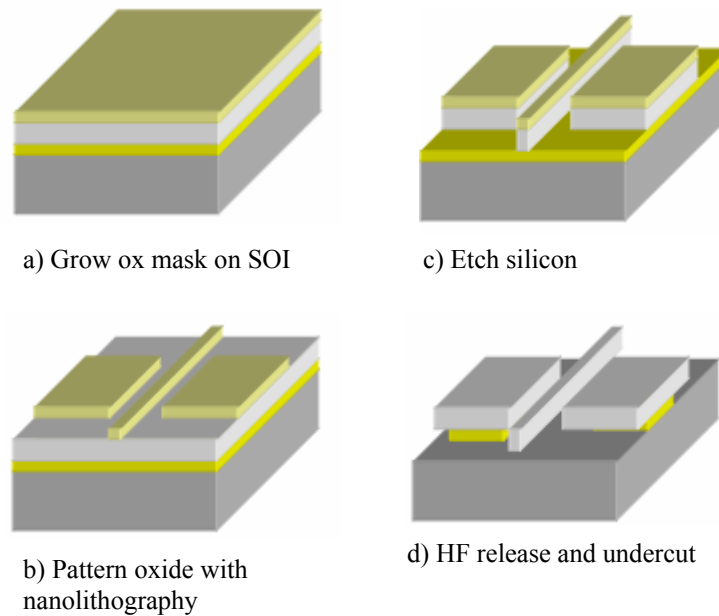 a) Grow ox mask on SOI
c) Etch silicon
b) Pattern oxide with
nanolithography
d) HF release and undercut